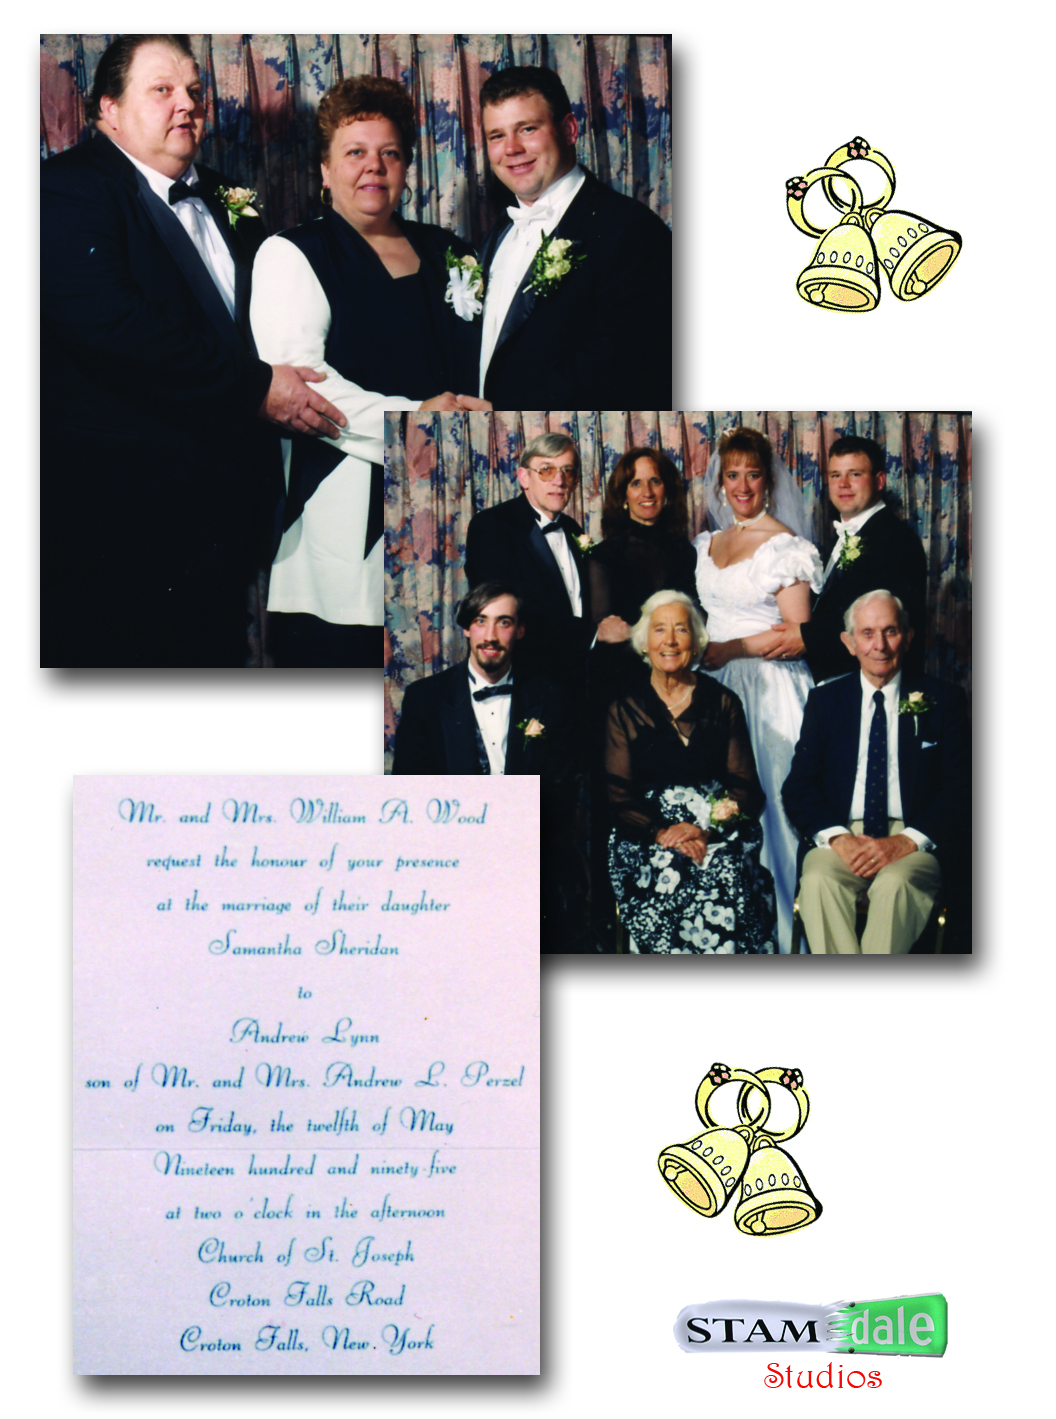 Mr. and Mrs. William A. Wood
request the honour of your presence
at the marriage of their daughter
Samantha Sheridan
to
Andrew Lynn
son of Mr. and Mrs. Andrew L. Perzel
on Friday, the twelfth of May
Nineteen hundred and ninety-five
at two o'clock in the afternoon
Church of St. Joseph
Croton Falls Road
Croton Falls, New York
STAMdale
Studios